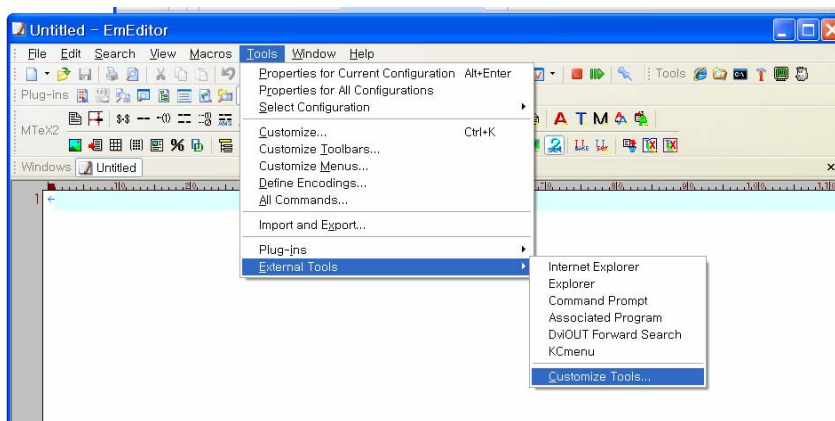 Untitled - EmEditor
File Edit Search View Macros Tools Window Help
Tools
Plug-ins
MTeX2
A T M
Windows Untitled
1
Properties for Current Configuration Alt+Enter
Properties for All Configurations
Select Configuration
Customize... Ctrl+K
Customize Toolbars...
Customize Menus...
Define Encodings...
All Commands...
Import and Export...
Plug-ins
External Tools
Internet Explorer
Explorer
Command Prompt
Associated Program
DviOUT Forward Search
KCmenu
Customize Tools...